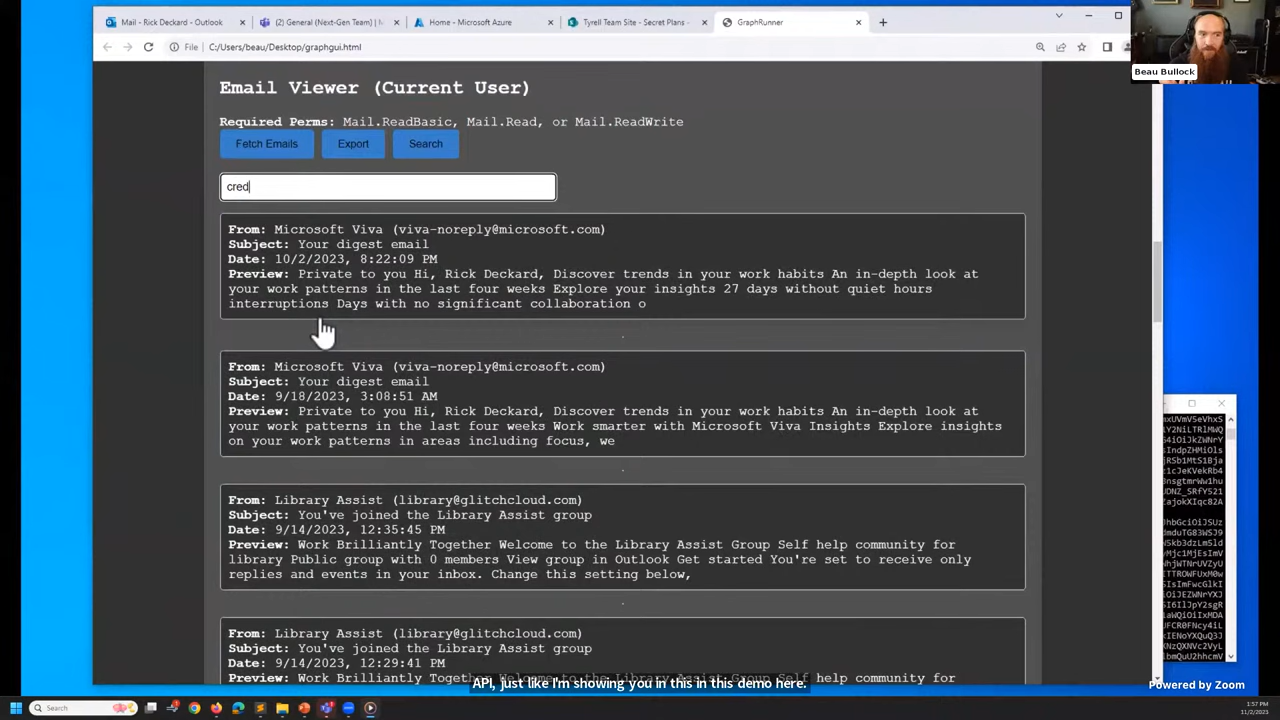 Mail - Rick Deckard - Outlook
(2) General (Next-Gen Team) | M
Home - Microsoft Azure
Tyrell Team Site - Secret Plans -
GraphRunner
File | C:/Users/beau/Desktop/graphgui.html
Beau Bullock
Email Viewer (Current User)
Required Perms: Mail.ReadBasic, Mail.Read, or Mail.ReadWrite
Fetch Emails Export Search
cred
From: Microsoft Viva (viva-noreply@microsoft.com)
Subject: Your digest email
Date: 10/2/2023, 8:22:09 PM
Preview: Private to you Hi, Rick Deckard, Discover trends in your work habits An in-depth look at
your work patterns in the last four weeks Explore your insights 27 days without quiet hours
interruptions Days with no significant collaboration o
From: Microsoft Viva (viva-noreply@microsoft.com)
Subject: Your digest email
Date: 9/18/2023, 3:08:51 AM
Preview: Private to you Hi, Rick Deckard, Discover trends in your work habits An in-depth look at
your work patterns in the last four weeks Work smarter with Microsoft Viva Insights Explore insights
on your work patterns in areas including focus, we
From: Library Assist (library@glitchcloud.com)
Subject: You've joined the Library Assist group
Date: 9/14/2023, 12:35:45 PM
Preview: Work Brilliantly Together Welcome to the Library Assist Group Self help community for
library Public group with 0 members View group in Outlook Get started You're set to receive only
replies and events in your inbox. Change this setting below,
From: Library Assist (library@glitchcloud.com)
Subject: You've joined the Library Assist group
Date: 9/14/2023, 12:29:41 PM
API, just like I'm showing you in this in this demo here.
Powered by Zoom
Search
1:57 PM
11/2/2023